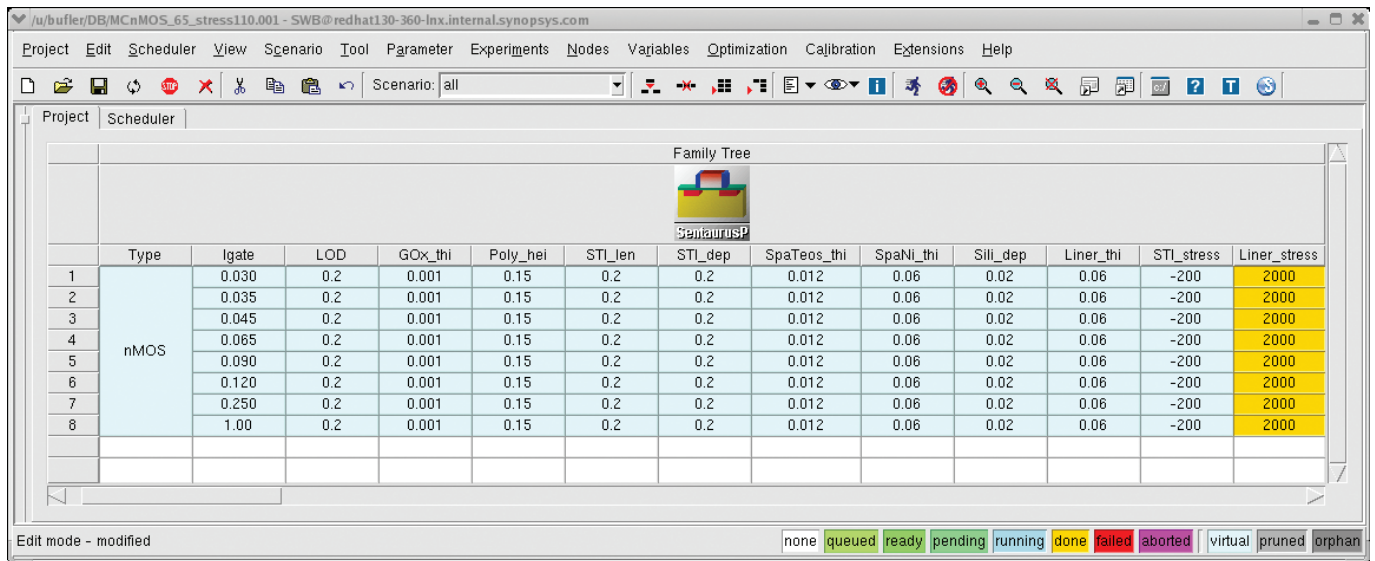 /u/bufler/DB/MCnMOS_65_stress110.001 - SWB@redhat130-360-lnx.internal.synopsys.com
Project Edit Scheduler View Scenario Tool Parameter Experiments Nodes Variables Optimization Calibration Extensions Help
STOP Scenario: all i c:/ ? T S
Project Scheduler
Family Tree
SentaurusP
Type lgate LOD GOx_thi Poly_hei STI_len STI_dep SpaTeos_thi SpaNi_thi Sili_dep Liner_thi STI_stress Liner_stress
1 0.030 0.2 0.001 0.15 0.2 0.2 0.012 0.06 0.02 0.06 -200 2000
2 0.035 0.2 0.001 0.15 0.2 0.2 0.012 0.06 0.02 0.06 -200 2000
3 0.045 0.2 0.001 0.15 0.2 0.2 0.012 0.06 0.02 0.06 -200 2000
4 0.065 0.2 0.001 0.15 0.2 0.2 0.012 0.06 0.02 0.06 -200 2000
nMOS
5 0.090 0.2 0.001 0.15 0.2 0.2 0.012 0.06 0.02 0.06 -200 2000
6 0.120 0.2 0.001 0.15 0.2 0.2 0.012 0.06 0.02 0.06 -200 2000
7 0.250 0.2 0.001 0.15 0.2 0.2 0.012 0.06 0.02 0.06 -200 2000
8 1.00 0.2 0.001 0.15 0.2 0.2 0.012 0.06 0.02 0.06 -200 2000
Edit mode - modified none queued ready pending running done failed aborted virtual pruned orphan